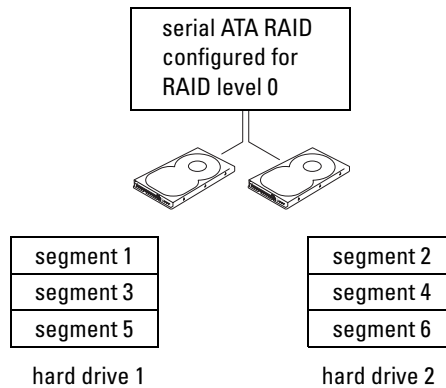 serial ATA RAID
configured for
RAID level 0
segment 1
segment 2
segment 3
segment 4
segment 5
segment 6
hard drive 1
hard drive 2